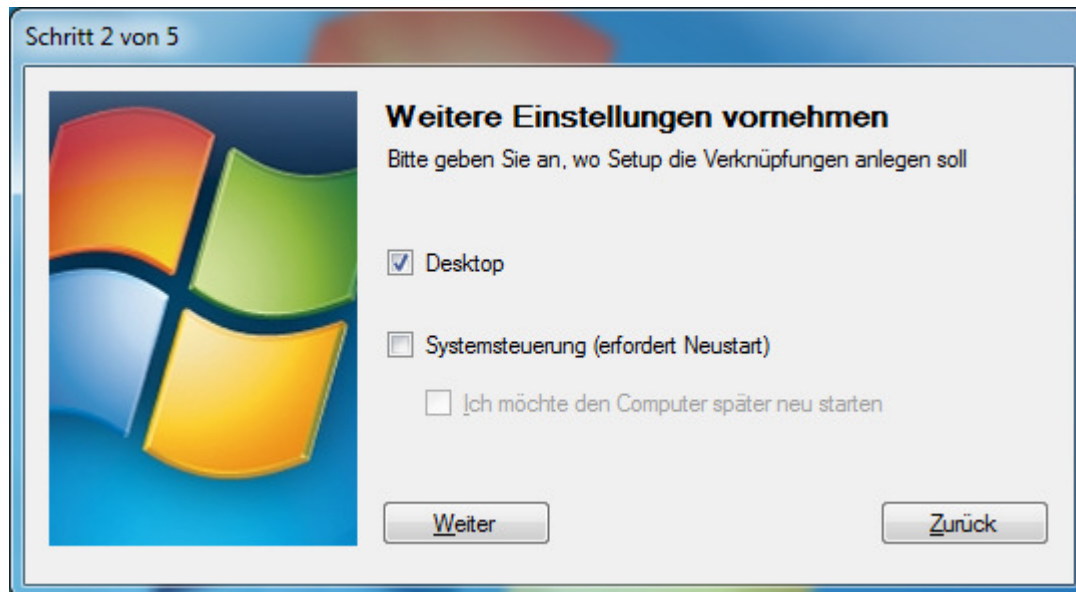 Schritt 2 von 5
Weitere Einstellungen vornehmen
Bitte geben Sie an, wo Setup die Verknüpfungen anlegen soll
Desktop
Systemsteuerung (erfordert Neustart)
Ich möchte den Computer später neu starten
Weiter
Zurück